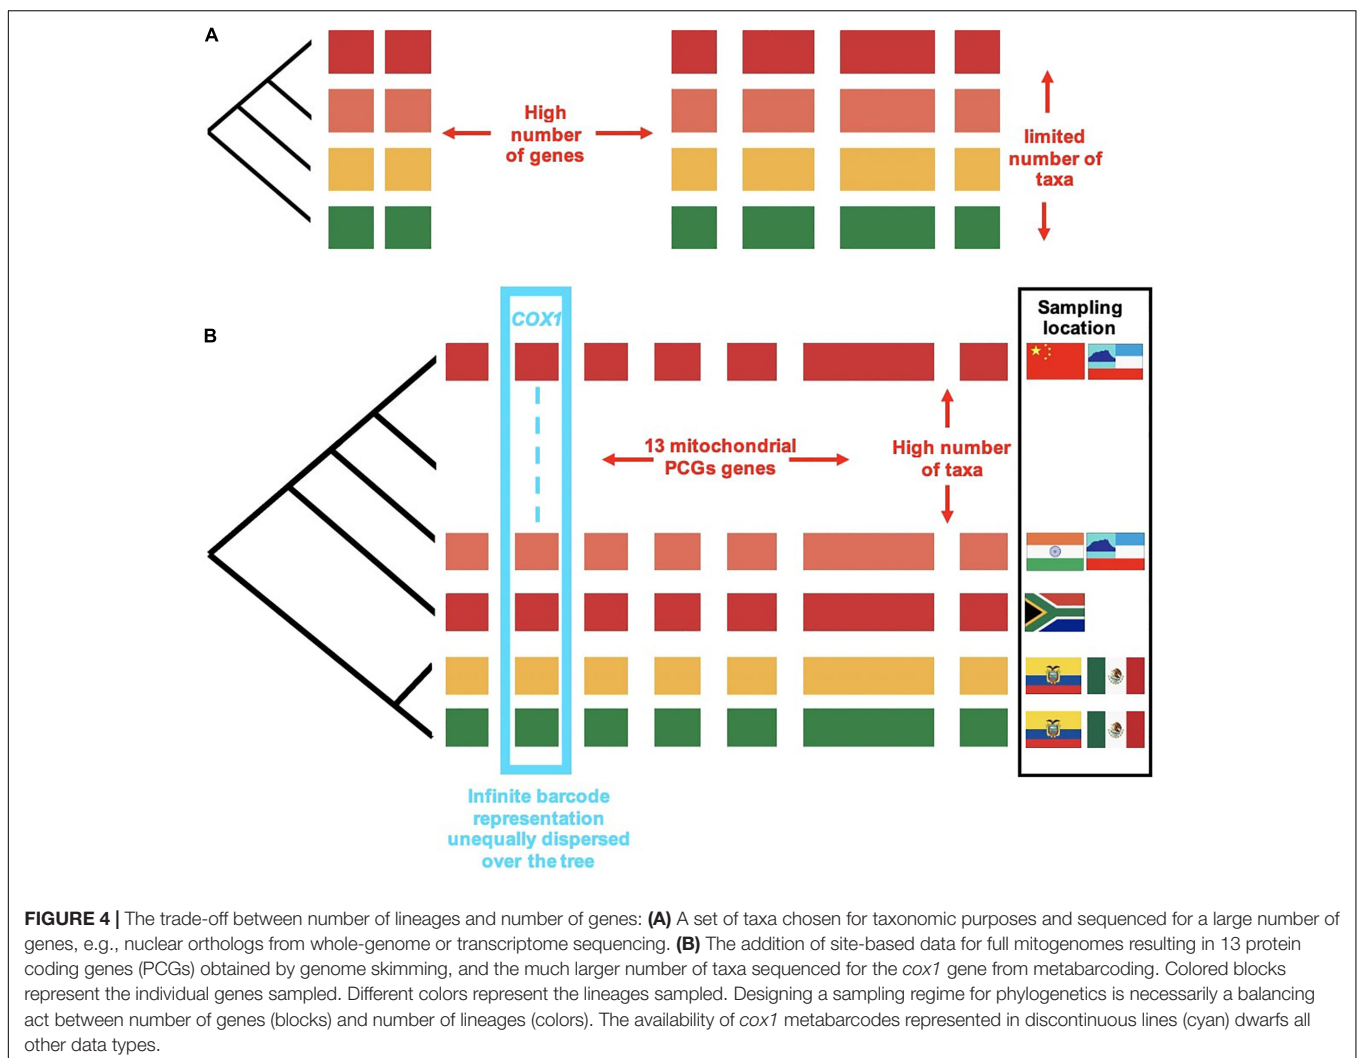 A
High
number
of genes
limited
number of
taxa
B
COX1
Sampling
location
13 mitochondrial
PCGs genes
High number
of taxa
Infinite barcode
representation
unequally dispersed
over the tree
FIGURE 4 | The trade-off between number of lineages and number of genes: (A) A set of taxa chosen for taxonomic purposes and sequenced for a large number of
genes, e.g., nuclear orthologs from whole-genome or transcriptome sequencing. (B) The addition of site-based data for full mitogenomes resulting in 13 protein
coding genes (PCGs) obtained by genome skimming, and the much larger number of taxa sequenced for the cox1 gene from metabarcoding. Colored blocks
represent the individual genes sampled. Different colors represent the lineages sampled. Designing a sampling regime for phylogenetics is necessarily a balancing
act between number of genes (blocks) and number of lineages (colors). The availability of cox1 metabarcodes represented in discontinuous lines (cyan) dwarfs all
other data types.